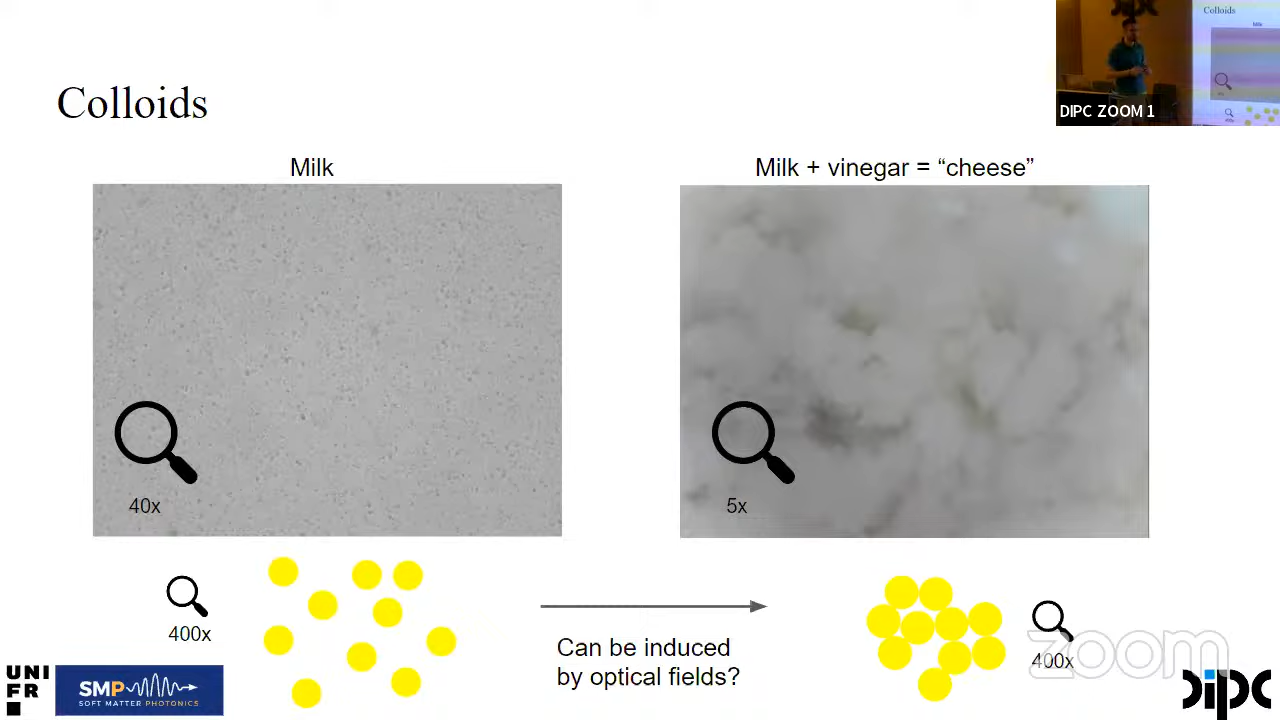 Colloids
DIPC ZOOM 1
Colloids
Milk
Milk
Milk + vinegar = “cheese”
40x
5x
400x
Can be induced
by optical fields?
400x
zoom
UNI
FR
SMP
SOFT MATTER PHOTONICS
dipc